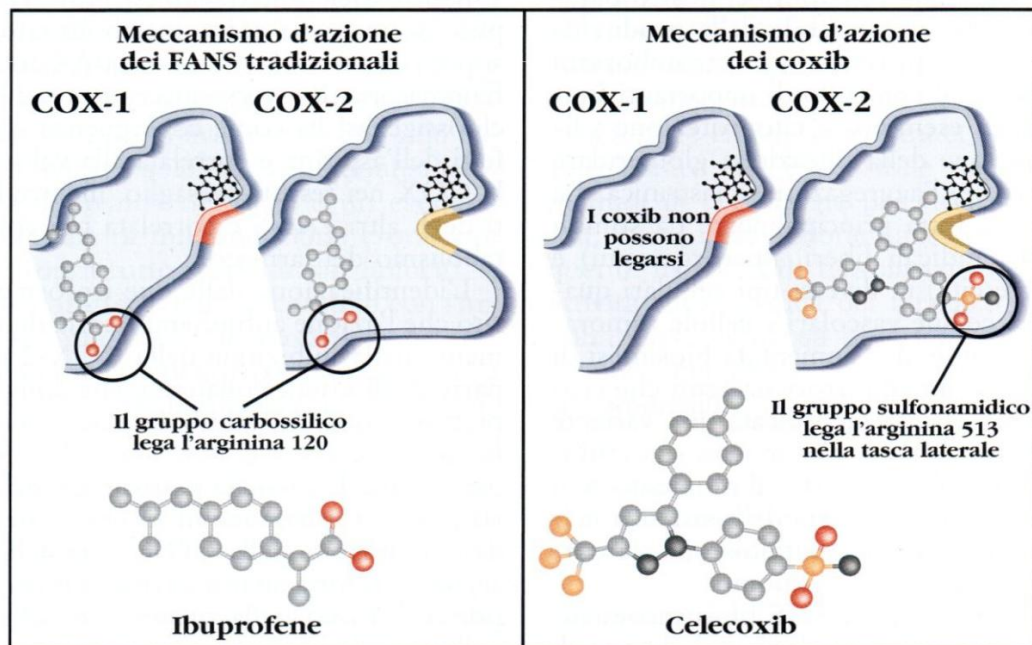 Meccanismo d'azione
dei FANS tradizionali
COX-1
COX-2
Il gruppo carbossilico
lega l'arginina 120
Ibuprofene
Meccanismo d'azione
dei coxib
COX-1
COX-2
I coxib non
possono
legarsi
Il gruppo sulfonamidico
lega l'arginina 513
nella tasca laterale
Celecoxib